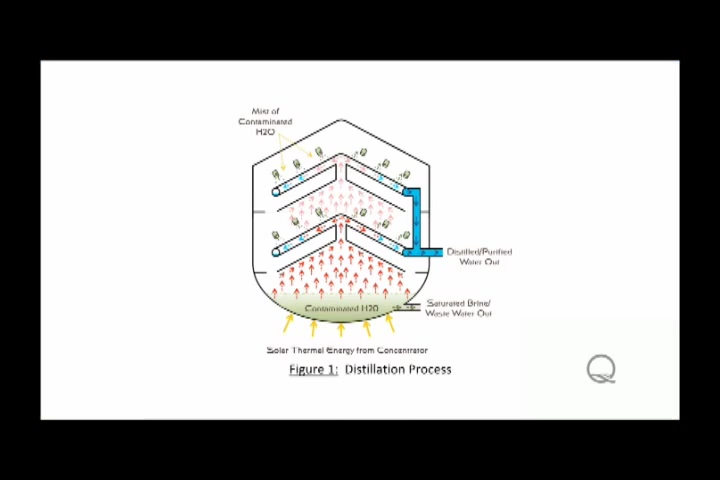 Mist of
Contaminated
H2O
Distilled/Purified
Water Out
Contaminated H2O
Saturated Brine/
Waste Water Out
Solar Thermal Energy from Concentrator
Figure 1: Distillation Process
Q